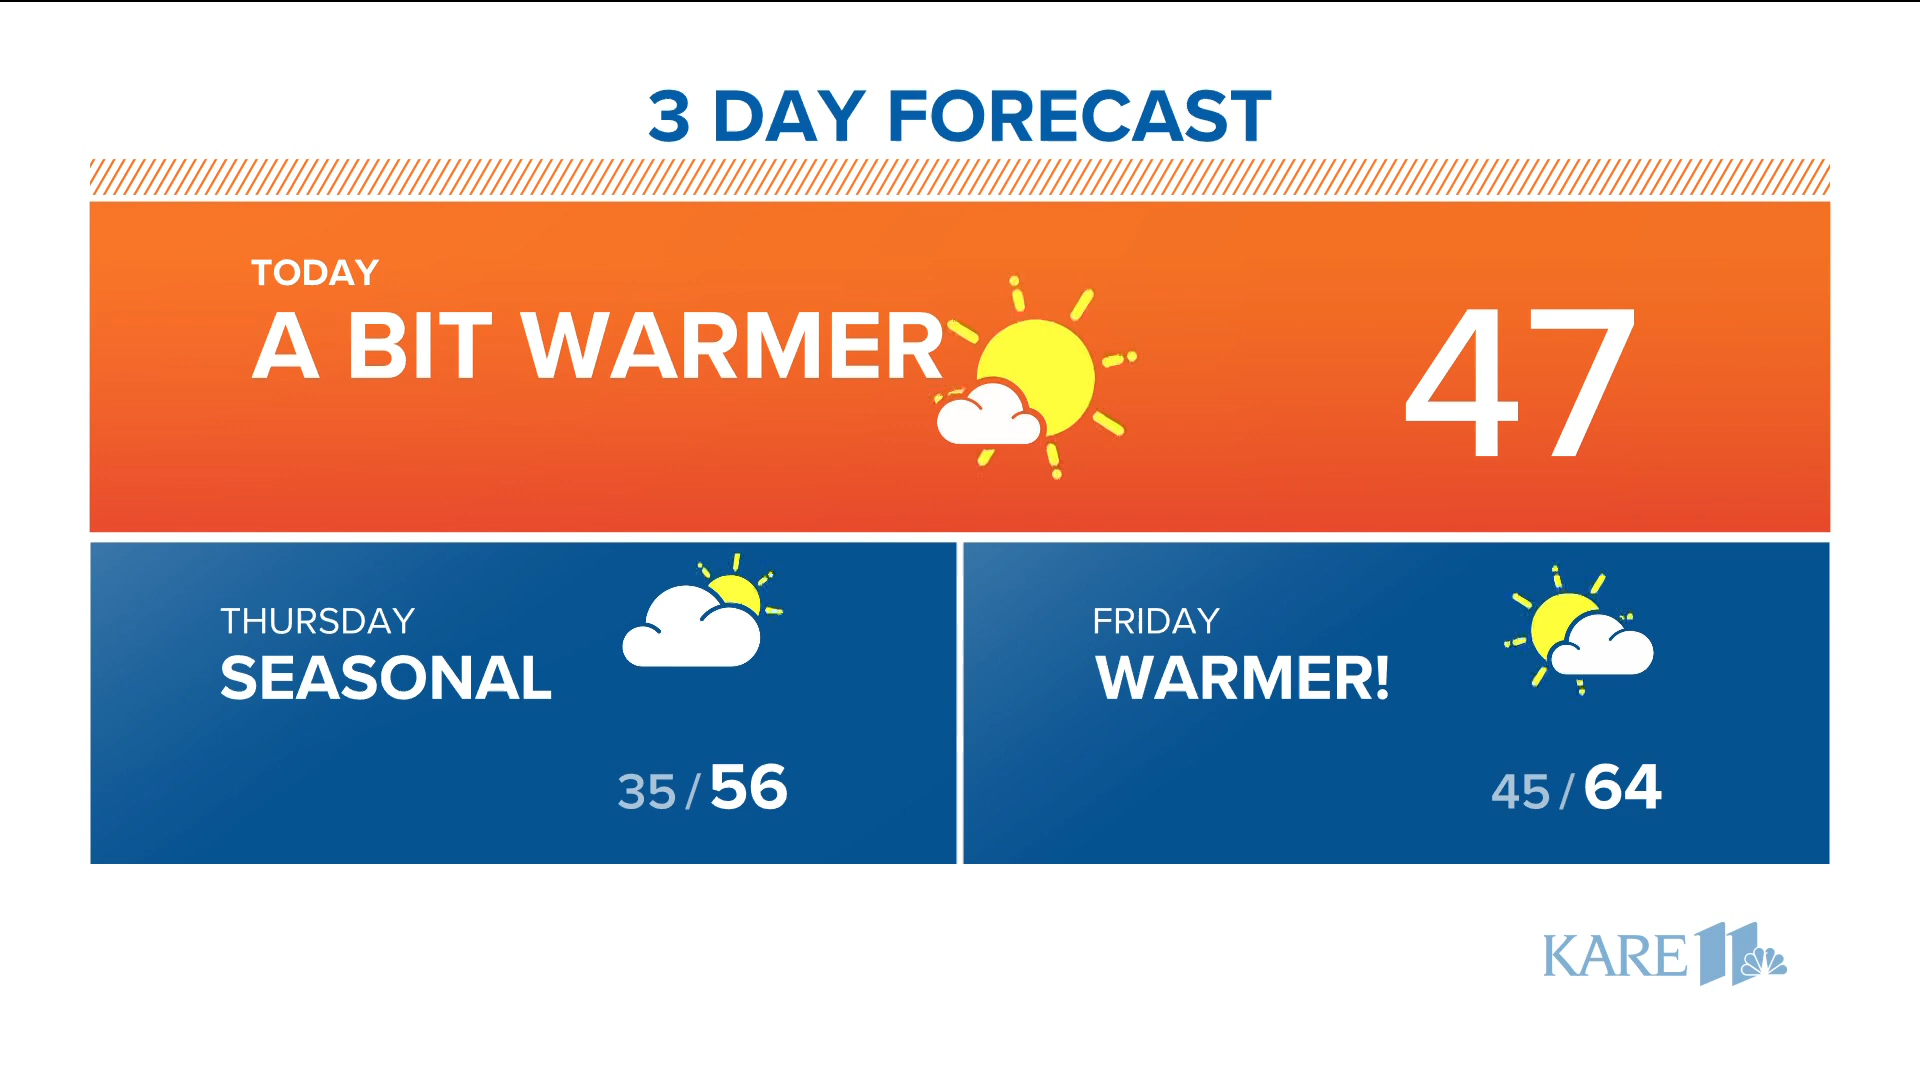 3 DAY FORECAST
TODAY
A BIT WARMER
47
THURSDAY
SEASONAL
35 / 56
FRIDAY
WARMER!
45 / 64
KARE 11